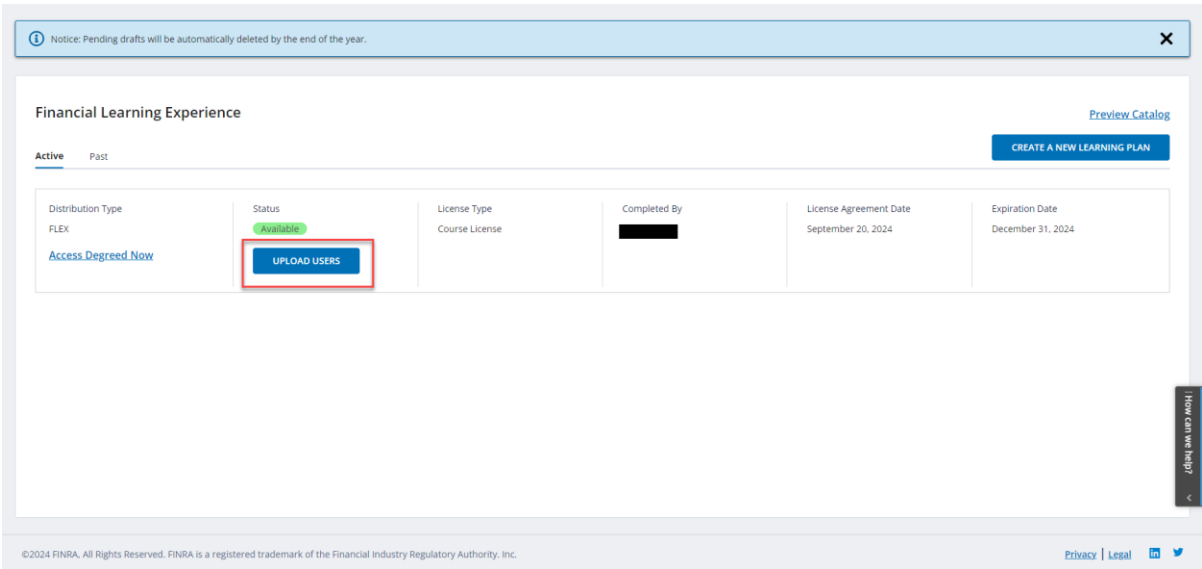 Notice: Pending drafts will be automatically deleted by the end of the year.
Financial Learning Experience
Preview Catalog
CREATE A NEW LEARNING PLAN
Active Past
Distribution Type Status License Type Completed By License Agreement Date Expiration Date
FLEX Available Course License September 20, 2024 December 31, 2024
Access Degreed Now UPLOAD USERS
How can we help?
©2024 FINRA, All Rights Reserved. FINRA is a registered trademark of the Financial Industry Regulatory Authority. Inc.
Privacy | Legal